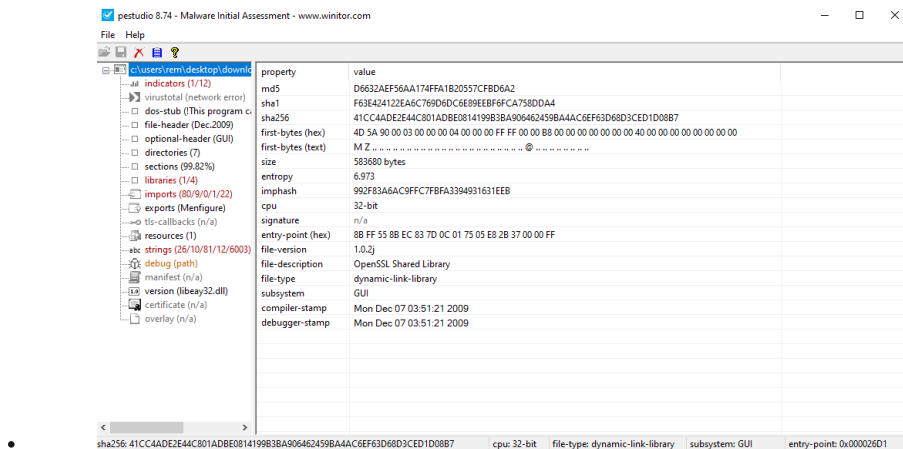 pestudio 8.74 - Malware Initial Assessment - www.winitor.com
File Help
c:\users\rem\desktop\downlc
indicators (1/12)
virustotal (network error)
dos-stub (!This program ca
file-header (Dec.2009)
optional-header (GUI)
directories (7)
sections (99.82%)
libraries (1/4)
imports (80/9/0/1/22)
exports (Menfigure)
tls-callbacks (n/a)
resources (1)
abc strings (26/10/81/12/6003)
debug (path)
manifest (n/a)
1.0 version (libeay32.dll)
certificate (n/a)
overlay (n/a)
property value
md5 D6632AEF56AA174FFA1B20557CFBD6A2
sha1 F63E424122EA6C769D6DC6E89EEBF6FCA758DDA4
sha256 41CC4ADE2E44C801ADBE0814199B3BA906462459BA4AC6EF63D68D3CED1D08B7
first-bytes (hex) 4D 5A 90 00 03 00 00 00 04 00 00 00 FF FF 00 00 B8 00 00 00 00 00 00 00 40 00 00 00 00 00 00 00
first-bytes (text) M Z .. .. .. .. .. .. .. .. .. .. .. .. .. .. .. .. .. .. .. .. @ .. .. .. .. .. .. ..
size 583680 bytes
entropy 6.973
imphash 992F83A6AC9FFC7FBFA3394931631EEB
cpu 32-bit
signature n/a
entry-point (hex) 8B FF 55 8B EC 83 7D 0C 01 75 05 E8 2B 37 00 00 FF
file-version 1.0.2j
file-description OpenSSL Shared Library
file-type dynamic-link-library
subsystem GUI
compiler-stamp Mon Dec 07 03:51:21 2009
debugger-stamp Mon Dec 07 03:51:21 2009
sha256: 41CC4ADE2E44C801ADBE0814199B3BA906462459BA4AC6EF63D68D3CED1D08B7 cpu: 32-bit file-type: dynamic-link-library subsystem: GUI entry-point: 0x000026D1